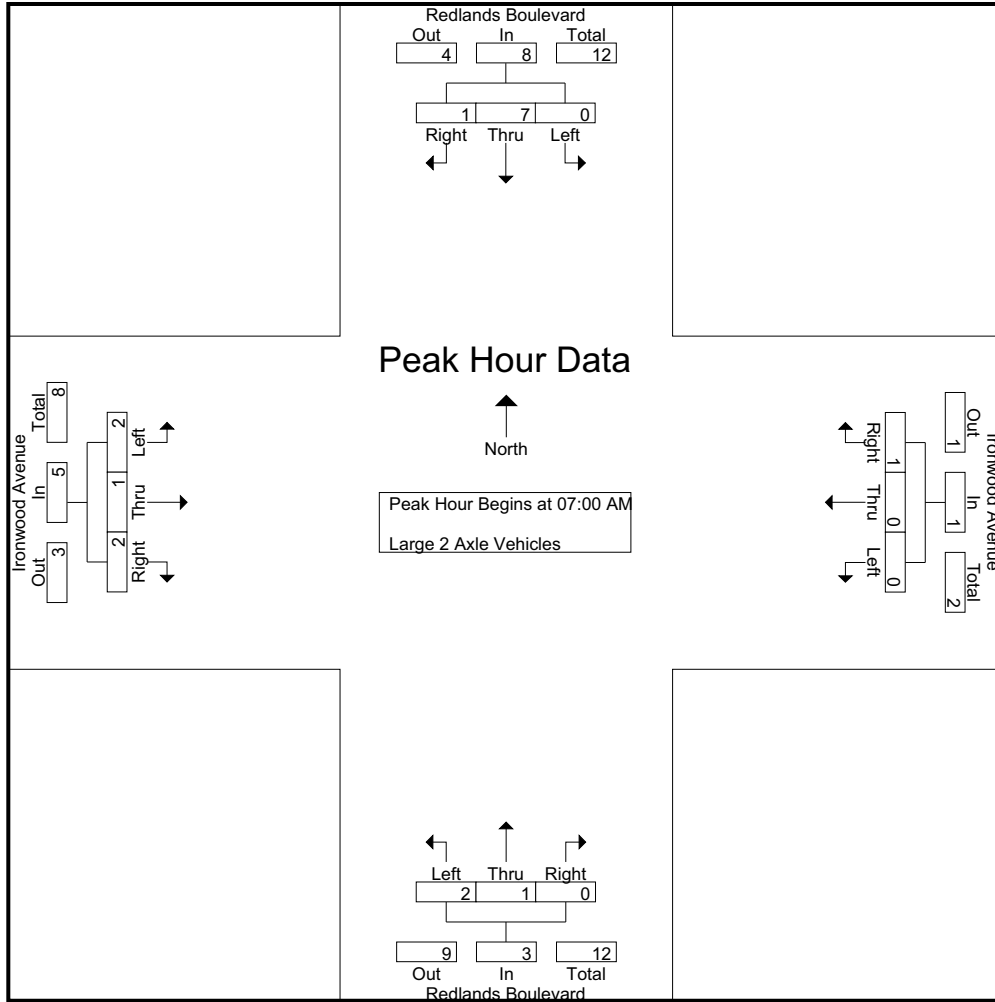 Redlands Boulevard
Out In Total
4 8 12
1 7 0
Right Thru Left
Peak Hour Data
North
Peak Hour Begins at 07:00 AM
Large 2 Axle Vehicles
Ironwood Avenue
Out In Total
3 5 8
Right Thru Left
2 1 2
Ironwood Avenue
Out In Total
1 1 2
Right Thru Left
1 0 0
Left Thru Right
2 1 0
9 3 12
Out In Total
Redlands Boulevard